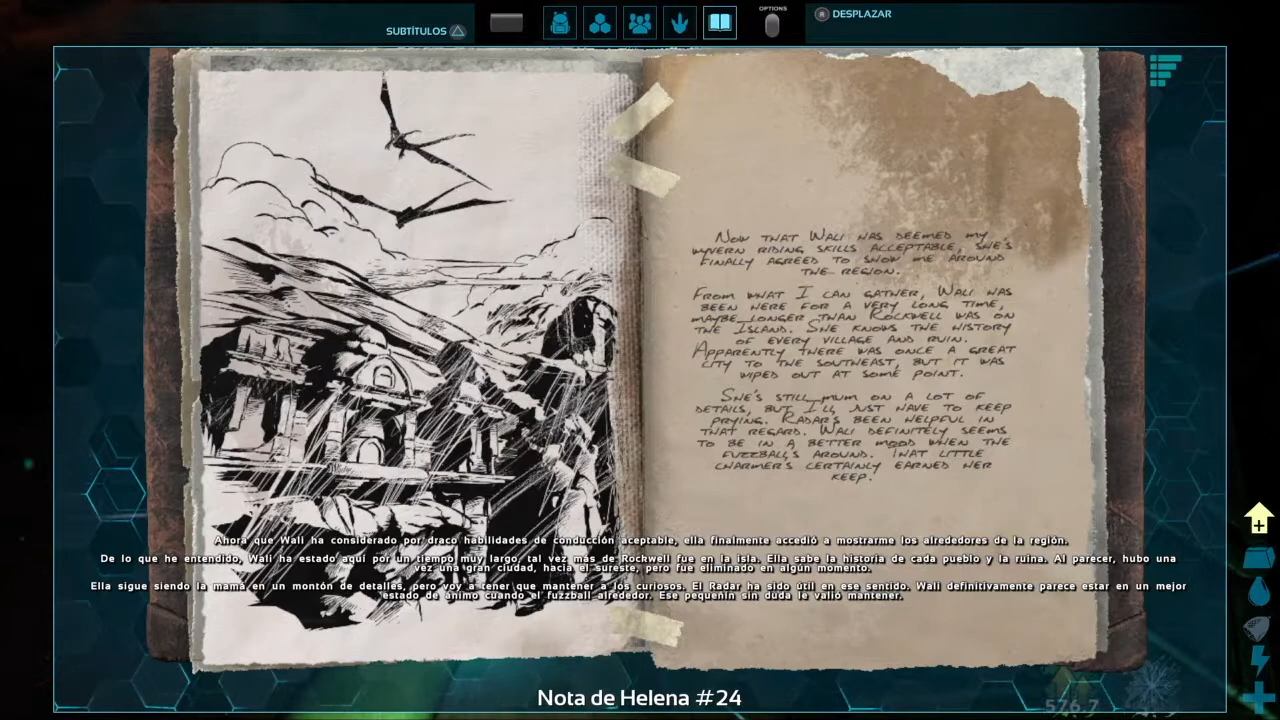 OPTIONS
SUBTÍTULOS
DESPLAZAR
Now that Wali has deemed my
wyvern riding skills acceptable, she's
finally agreed to show me around
the region.
From what I can gather, Wali has
been here for a very long time,
maybe longer than Rockwell was on
the Island. She knows the history
of every village and ruin.
Apparently there was once a great
city to the southeast, but it was
wiped out at some point.
She's still mum on a lot of
details, but I'll just have to keep
prying. Radar's been helpful in
that regard. Wali definitely seems
to be in a better mood when the
fuzzball's around. That little
charmer's certainly earned her
keep.
Ahora que Wali ha considerado por draco habilidades de conducción aceptable, ella finalmente accedió a mostrarme los alrededores de la región.
De lo que he entendido, Wali ha estado aquí por un tiempo muy largo, tal vez más de Rockwell fue en la isla. Ella sabe la historia de cada pueblo y la ruina. Al parecer, hubo una
vez una gran ciudad, hacia el sureste, pero fue eliminado en algún momento.
Ella sigue siendo la mamá en un montón de detalles, pero voy a tener que mantener los curiosos. El Radar ha sido útil en ese sentido. Wali definitivamente parece estar en un mejor
estado de ánimo cuando el fuzzball alrededor. Ese pequeñín sin duda le valió mantener.
Nota de Helena #24
576.7